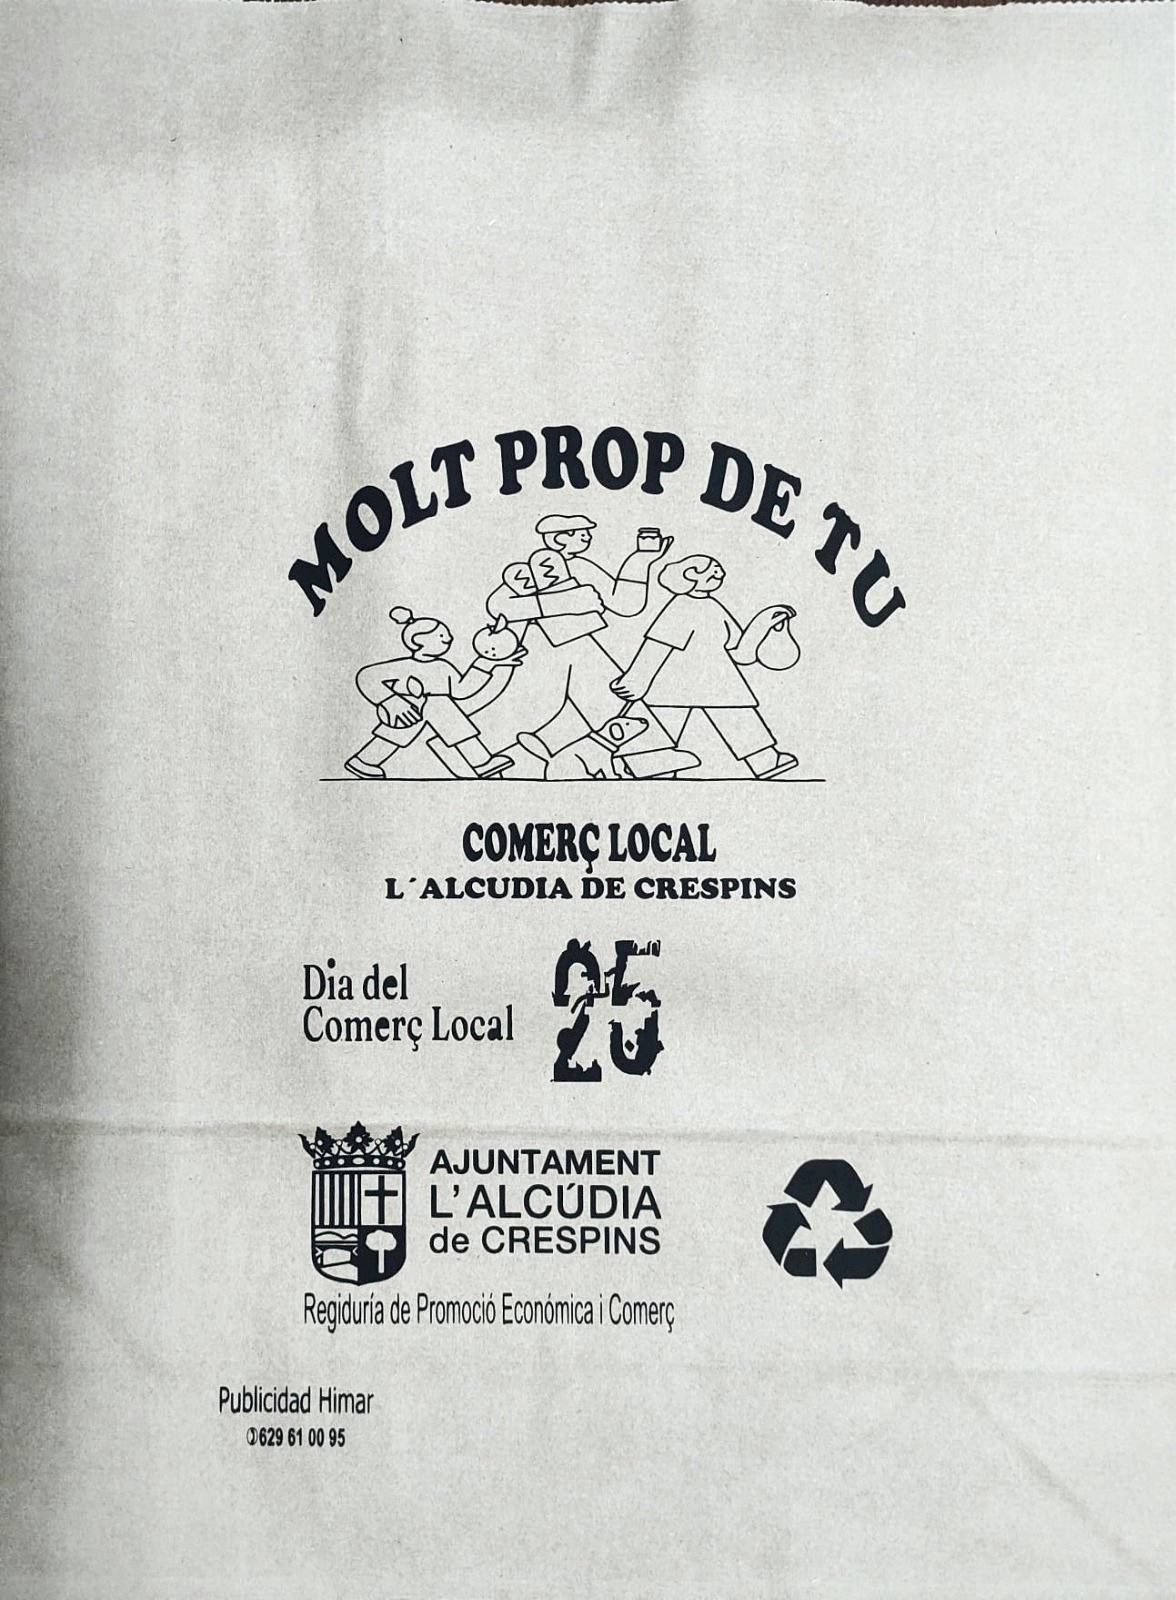 MOLT PROP DE TU
COMERÇ LOCAL
L´ALCUDIA DE CRESPINS
Dia del
Comerç Local
25
20
AJUNTAMENT
L'ALCÚDIA
de CRESPINS
Regiduría de Promoció Económica i Comerç
Publicidad Himar
✆629 61 00 95